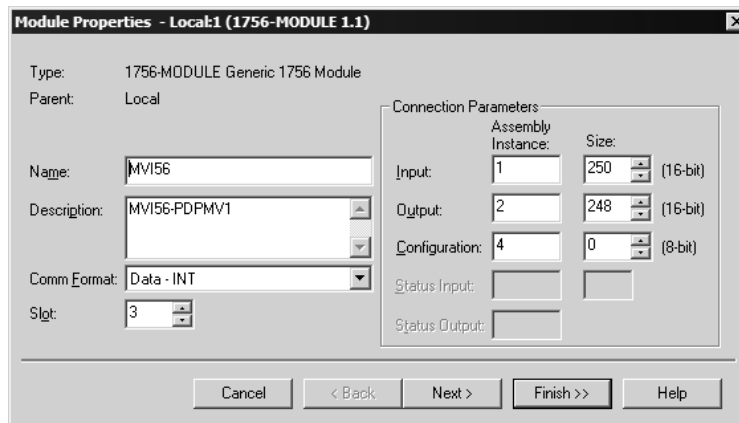 Module Properties - Local:1 (1756-MODULE 1.1)
Type: 1756-MODULE Generic 1756 Module
Parent: Local
Connection Parameters
Assembly Instance: Size:
Name: MVI56
Input: 1 250 (16-bit)
Description: MVI56-PDPMV1
Output: 2 248 (16-bit)
Configuration: 4 0 (8-bit)
Comm Format: Data - INT
Status Input:
Slot: 3
Status Output:
Cancel < Back Next > Finish >> Help